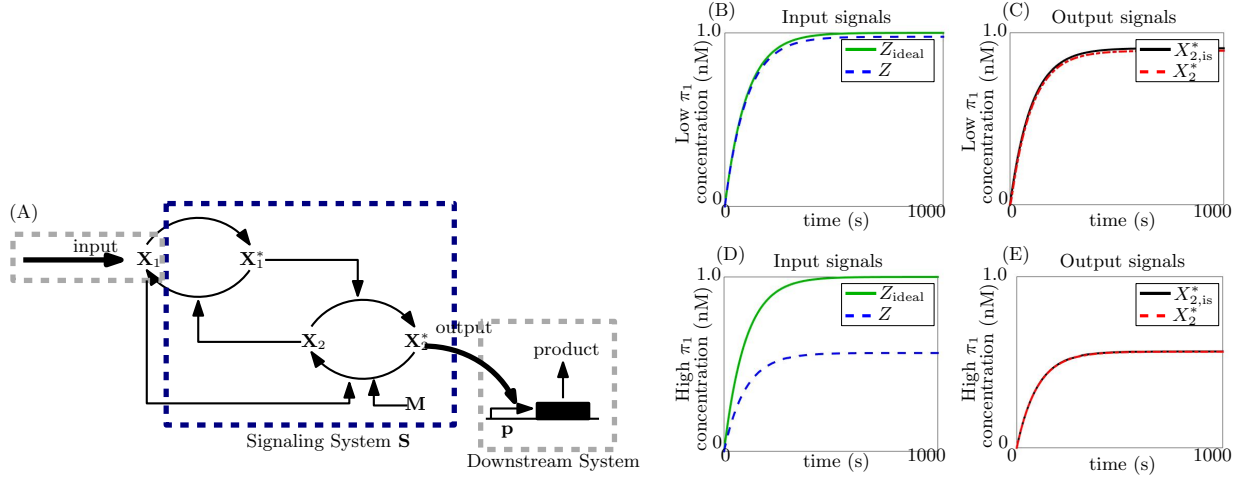 (A)
input
X₁
X₁*
X₂
X₂*
output
M
product
p
Signaling System S
Downstream System
(B)
Input signals
Low π₁
concentration (nM)
1.0
0
Z_ideal
Z
time (s)
1000
(C)
Output signals
Low π₁
concentration (nM)
1.0
0
X*₂,is
X*₂
time (s)
1000
(D)
Input signals
High π₁
concentration (nM)
1.0
0
Z_ideal
Z
time (s)
1000
(E)
Output signals
High π₁
concentration (nM)
1.0
0
X*₂,is
X*₂
time (s)
1000